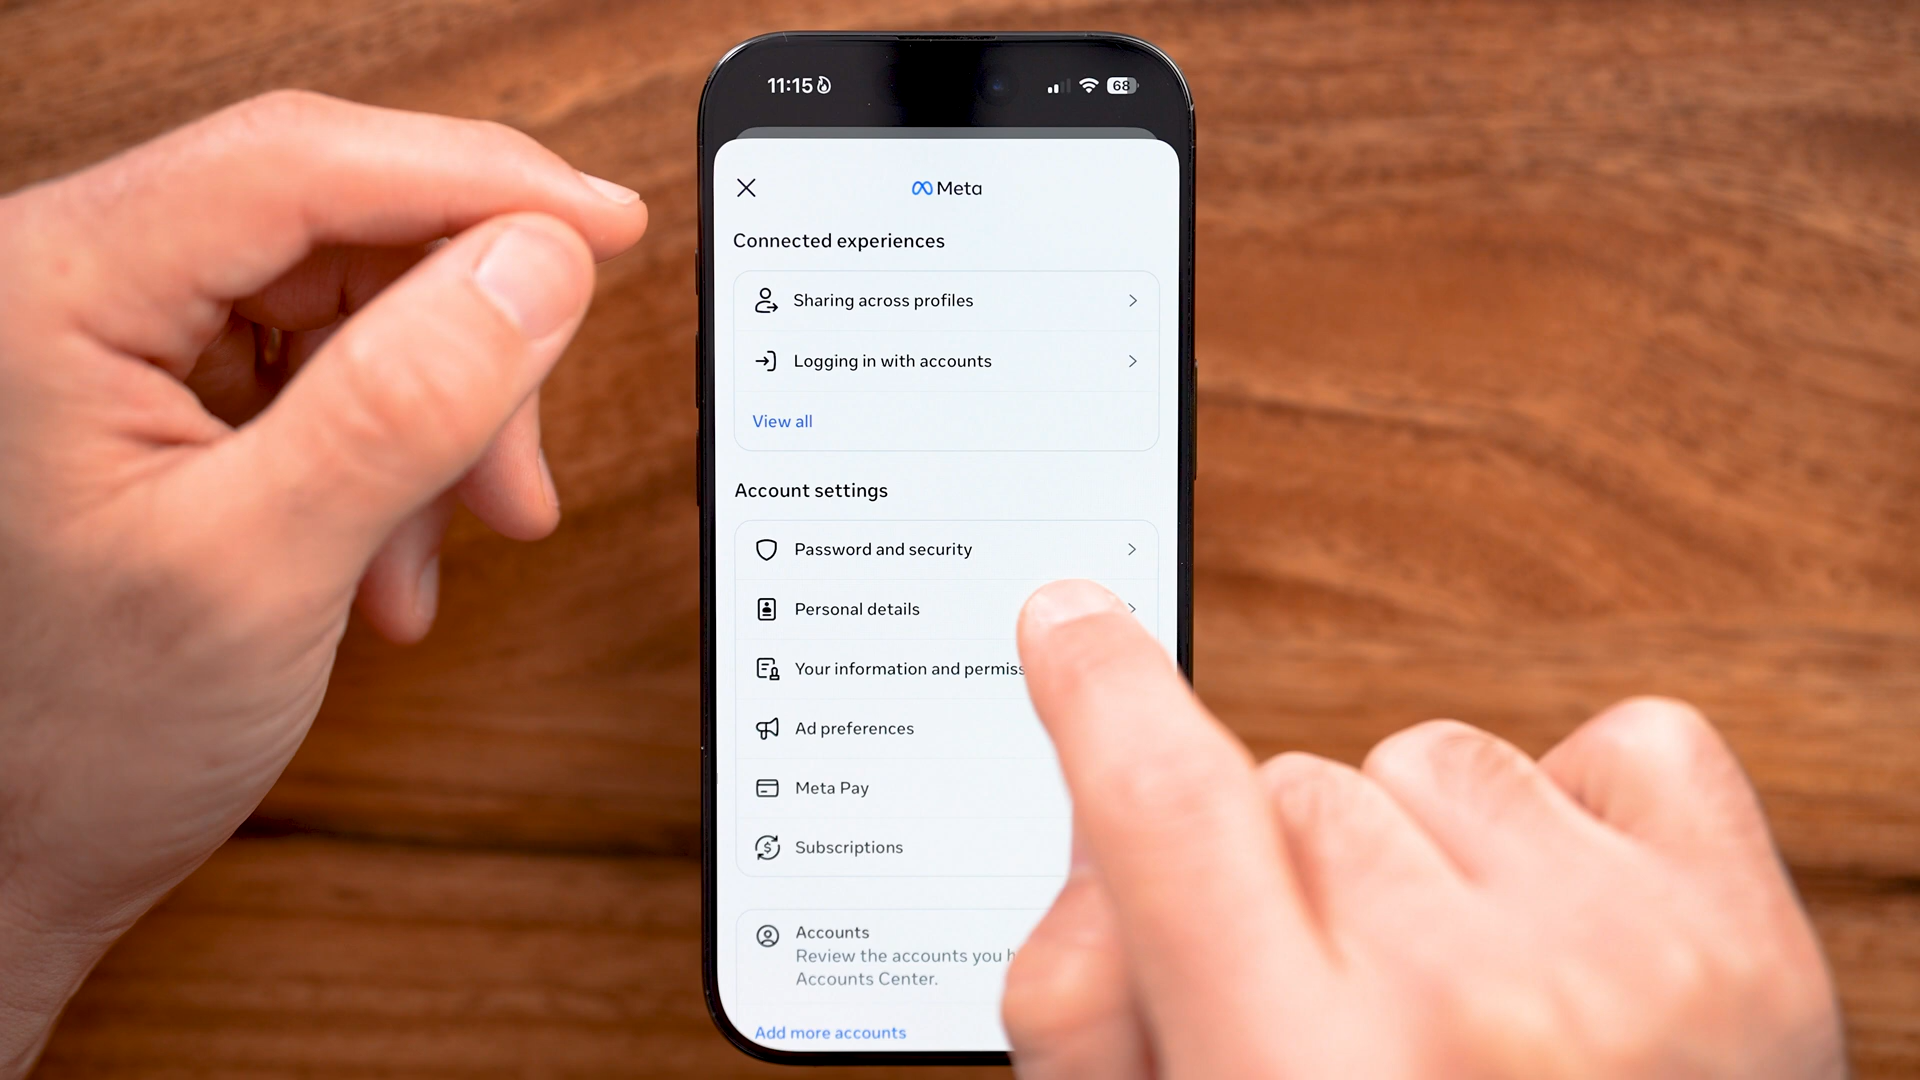 11:15
68
Meta
Connected experiences
Sharing across profiles
Logging in with accounts
View all
Account settings
Password and security
Personal details
Your information and
Ad preferences
Meta Pay
Subscriptions
Accounts
Review the accounts you
Accounts Center.
Add more accounts